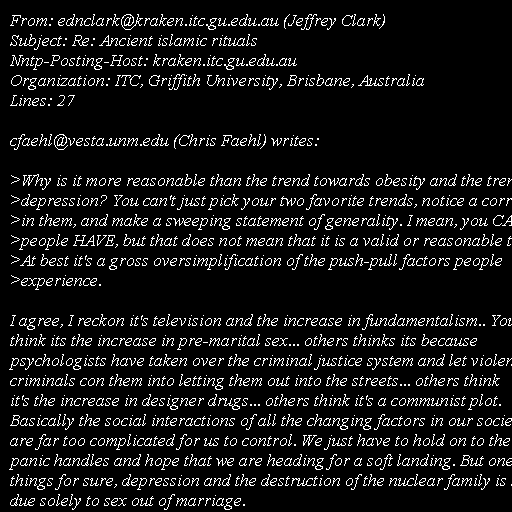 From: ednclark@kraken.itc.gu.edu.au (Jeffrey Clark)
Subject: Re: Ancient islamic rituals
Nntp-Posting-Host: kraken.itc.gu.edu.au
Organization: ITC, Griffith University, Brisbane, Australia
Lines: 27

cfaehl@vesta.unm.edu (Chris Faehl) writes:

>Why is it more reasonable than the trend towards obesity and the
>depression? You can't just pick your two favorite trends, notice a
>in them, and make a sweeping statement of generality. I mean, you
>people HAVE, but that does not mean that it is a valid or reasonable
>At best it's a gross oversimplification of the push-pull factors people
>experience.

I agree, I reckon it's television and the increase in fundamentalism..
think its the increase in pre-marital sex... others thinks its because
psychologists have taken over the criminal justice system and let
criminals con them into letting them out into the streets... others think
it's the increase in designer drugs... others think it's a communist plot.
Basically the social interactions of all the changing factors in our
are far too complicated for us to control. We just have to hold on to the
panic handles and hope that we are heading for a soft landing. But one
things for sure, depression and the destruction of the nuclear family is
due solely to sex out of marriage.